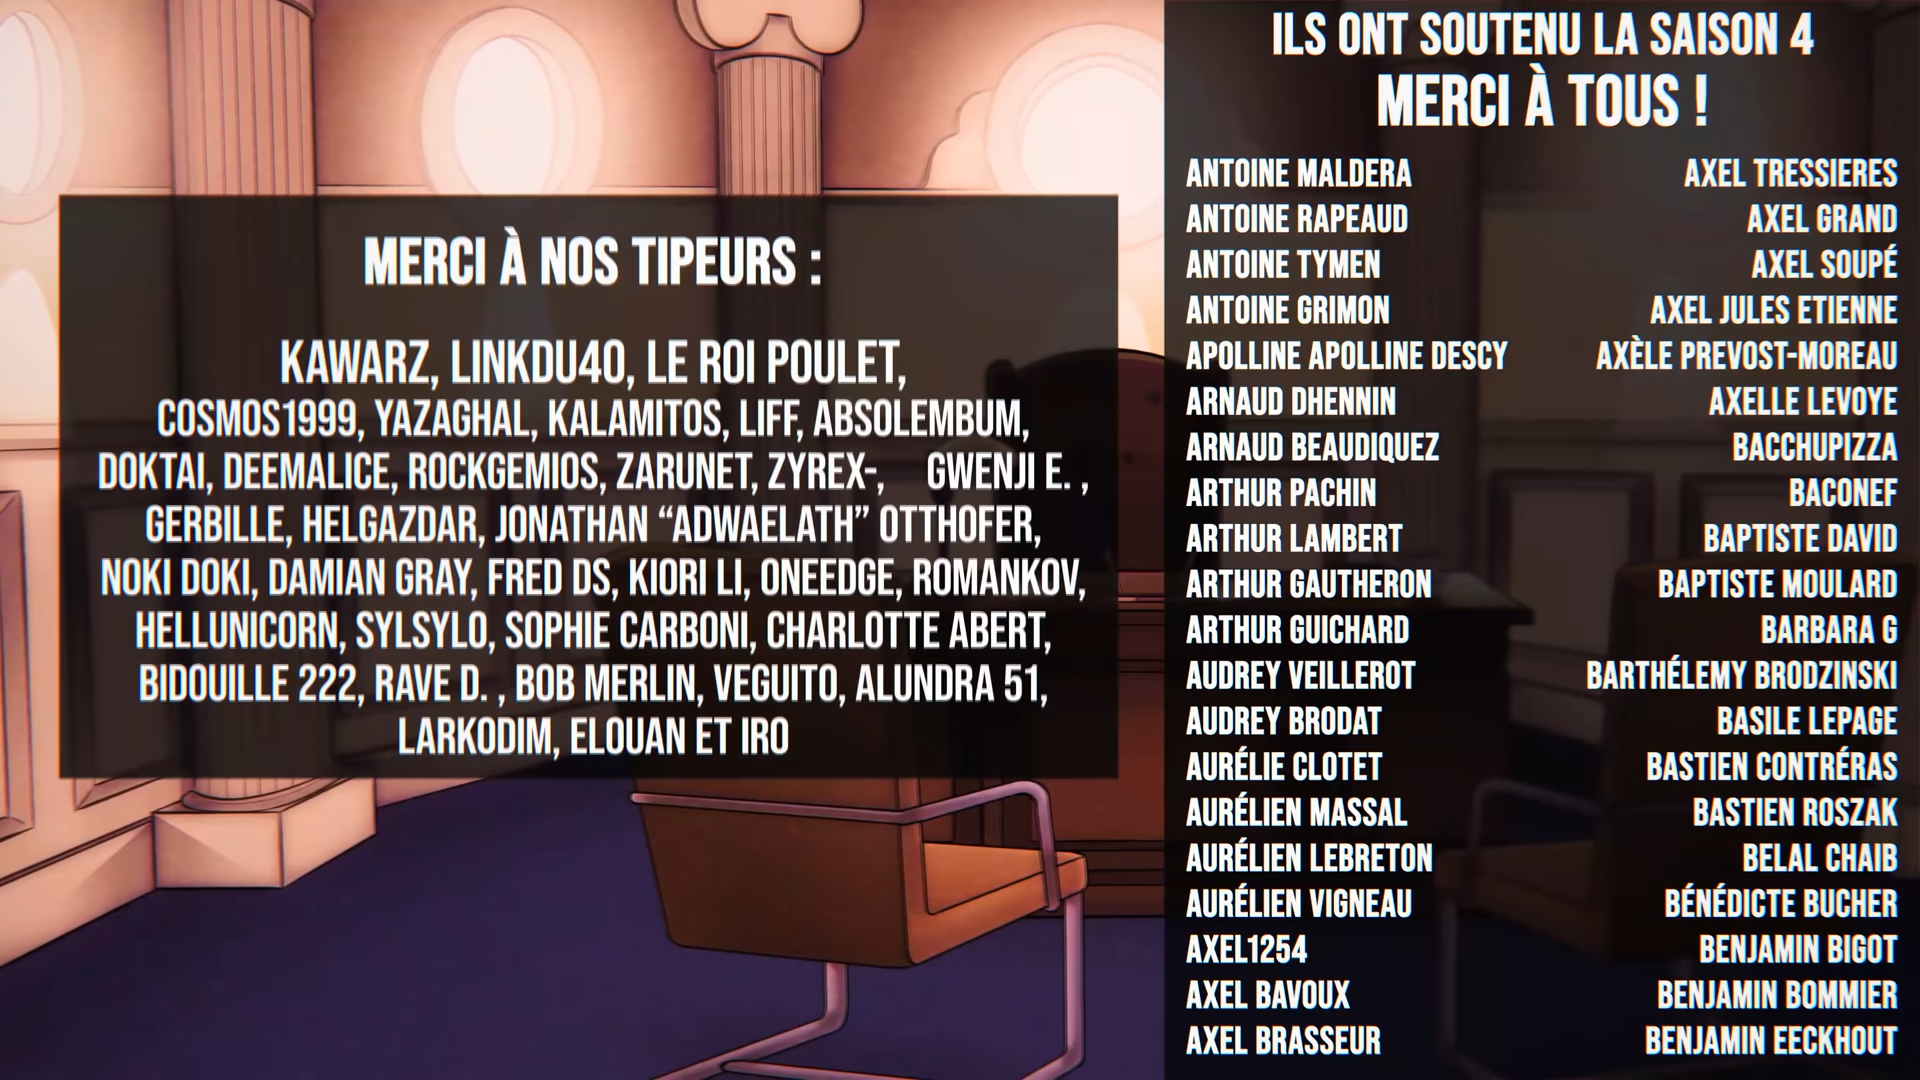 MERCI À NOS TIPEURS :
KAWARZ, LINKDU40, LE ROI POULET,
COSMOS1999, YAZAGHAL, KALAMITOS, LIFF, ABSOLEMBUM,
DOKTAI, DEEMALICE, ROCKGEMIOS, ZARUNET, ZYREX-, GWENJI E. ,
GERBILLE, HELGAZDAR, JONATHAN “ADWAELATH” OTTHOFER,
NOKI DOKI, DAMIAN GRAY, FRED DS, KIORI LI, ONEEDGE, ROMANKOV,
HELLUNICORN, SYLSYLO, SOPHIE CARBONI, CHARLOTTE ABERT,
BIDOUILLE 222, RAVE D. , BOB MERLIN, VEGUITO, ALUNDRA 51,
LARKODIM, ELOUAN ET IRO
ILS ONT SOUTENU LA SAISON 4
MERCI À TOUS !
ANTOINE MALDERA
ANTOINE RAPEAUD
ANTOINE TYMEN
ANTOINE GRIMON
APOLLINE APOLLINE DESCY
ARNAUD DHENNIN
ARNAUD BEAUDIQUEZ
ARTHUR PACHIN
ARTHUR LAMBERT
ARTHUR GAUTHERON
ARTHUR GUICHARD
AUDREY VEILLEROT
AUDREY BRODAT
AURÉLIE CLOTET
AURÉLIEN MASSAL
AURÉLIEN LEBRETON
AURÉLIEN VIGNEAU
AXEL1254
AXEL BAVOUX
AXEL BRASSEUR
AXEL TRESSIERES
AXEL GRAND
AXEL SOUPÉ
AXEL JULES ETIENNE
AXÈLE PREVOST-MOREAU
AXELLE LEVOYE
BACCHUPIZZA
BACONEF
BAPTISTE DAVID
BAPTISTE MOULARD
BARBARA G
BARTHÉLEMY BRODZINSKI
BASILE LEPAGE
BASTIEN CONTRÉRAS
BASTIEN ROSZAK
BELAL CHAIB
BÉNÉDICTE BUCHER
BENJAMIN BIGOT
BENJAMIN BOMMIER
BENJAMIN EECKHOUT